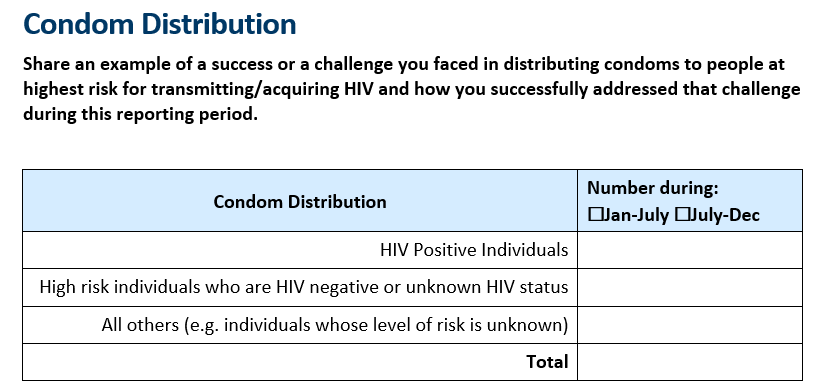 Condom Distribution
Share an example of a success or a challenge you faced in distributing condoms to people at
highest risk for transmitting/acquiring HIV and how you successfully addressed that challenge
during this reporting period.
Condom Distribution
Number during:
☐Jan-July ☐July-Dec
HIV Positive Individuals
High risk individuals who are HIV negative or unknown HIV status
All others (e.g. individuals whose level of risk is unknown)
Total